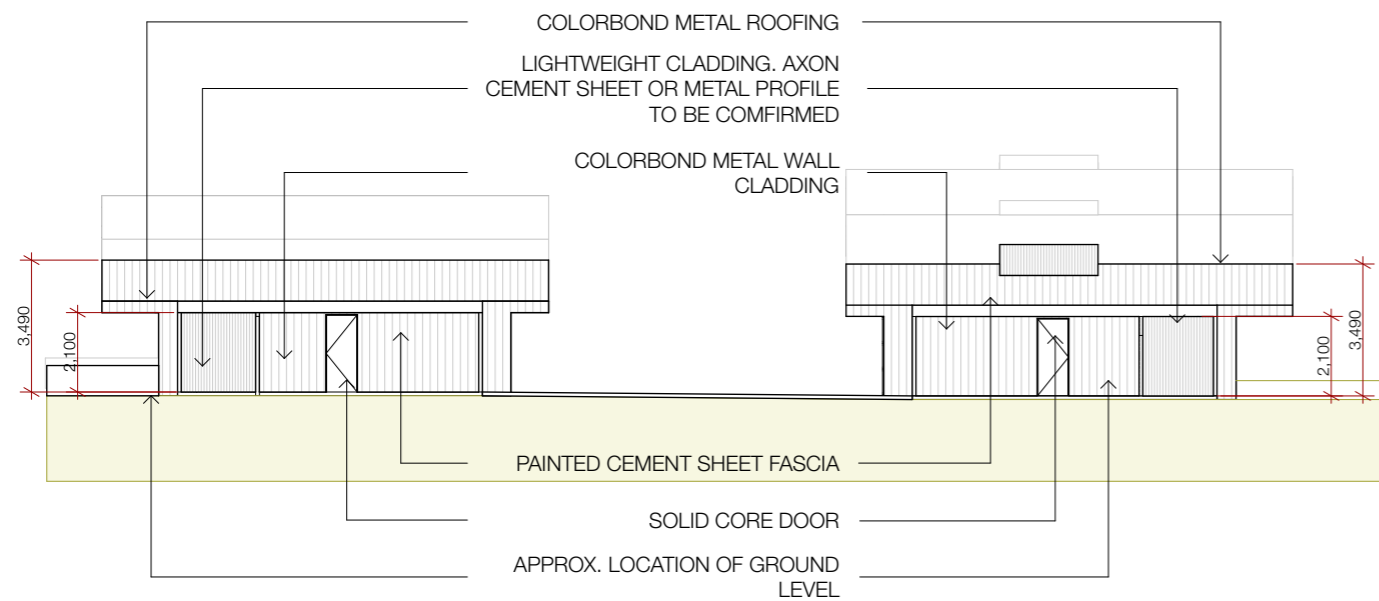 COLORBOND METAL ROOFING
LIGHTWEIGHT CLADDING. AXON
CEMENT SHEET OR METAL PROFILE
TO BE COMFIRMED
COLORBOND METAL WALL
CLADDING
3,490
2,100
2,100
3,490
PAINTED CEMENT SHEET FASCIA
SOLID CORE DOOR
APPROX. LOCATION OF GROUND
LEVEL